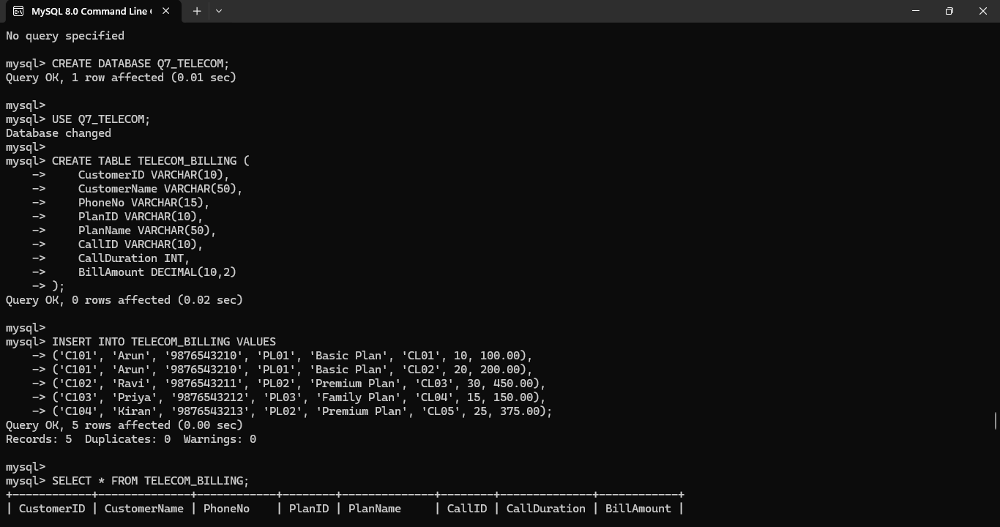 MySQL 8.0 Command Line
No query specified
mysql> CREATE DATABASE Q7_TELECOM;
Query OK, 1 row affected (0.01 sec)
mysql>
mysql> USE Q7_TELECOM;
Database changed
mysql>
mysql> CREATE TABLE TELECOM_BILLING (
    ->     CustomerID VARCHAR(10),
    ->     CustomerName VARCHAR(50),
    ->     PhoneNo VARCHAR(15),
    ->     PlanID VARCHAR(10),
    ->     PlanName VARCHAR(50),
    ->     CallID VARCHAR(10),
    ->     CallDuration INT,
    ->     BillAmount DECIMAL(10,2)
    -> );
Query OK, 0 rows affected (0.02 sec)
mysql>
mysql> INSERT INTO TELECOM_BILLING VALUES
    -> ('C101', 'Arun', '9876543210', 'PL01', 'Basic Plan', 'CL01', 10, 100.00),
    -> ('C101', 'Arun', '9876543210', 'PL01', 'Basic Plan', 'CL02', 20, 200.00),
    -> ('C102', 'Ravi', '9876543211', 'PL02', 'Premium Plan', 'CL03', 30, 450.00),
    -> ('C103', 'Priya', '9876543212', 'PL03', 'Family Plan', 'CL04', 15, 150.00),
    -> ('C104', 'Kiran', '9876543213', 'PL02', 'Premium Plan', 'CL05', 25, 375.00);
Query OK, 5 rows affected (0.00 sec)
Records: 5  Duplicates: 0  Warnings: 0
mysql>
mysql> SELECT * FROM TELECOM_BILLING;
+------------+--------------+------------+--------+--------------+--------+--------------+------------+
| CustomerID | CustomerName | PhoneNo    | PlanID | PlanName     | CallID | CallDuration | BillAmount |